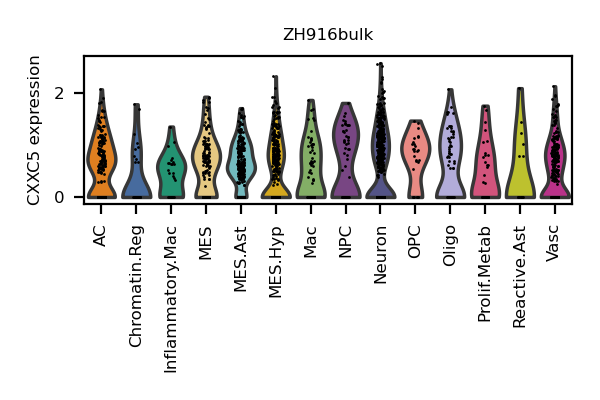 ZH916bulk
CXXC5 expression
2
0
AC
Chromatin.Reg
Inflammatory.Mac
MES
MES.Ast
MES.Hyp
Mac
NPC
Neuron
OPC
Oligo
Prolif.Metab
Reactive.Ast
Vasc